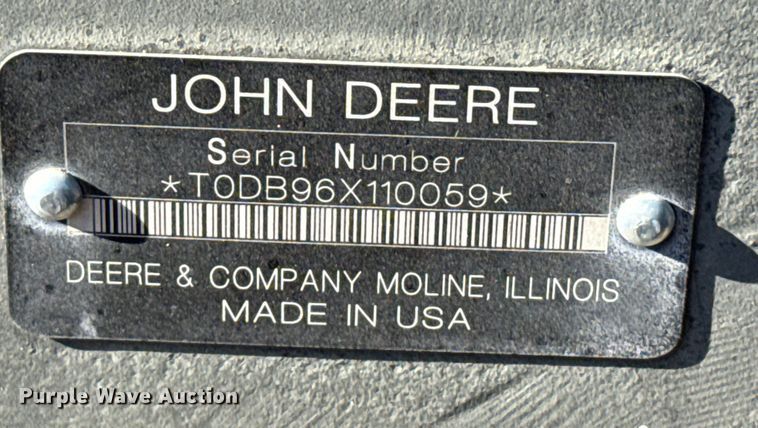 JOHN DEERE
Serial Number
*T0DB96X110059*
DEERE & COMPANY MOLINE, ILLINOIS
MADE IN USA
Purple Wave Auction